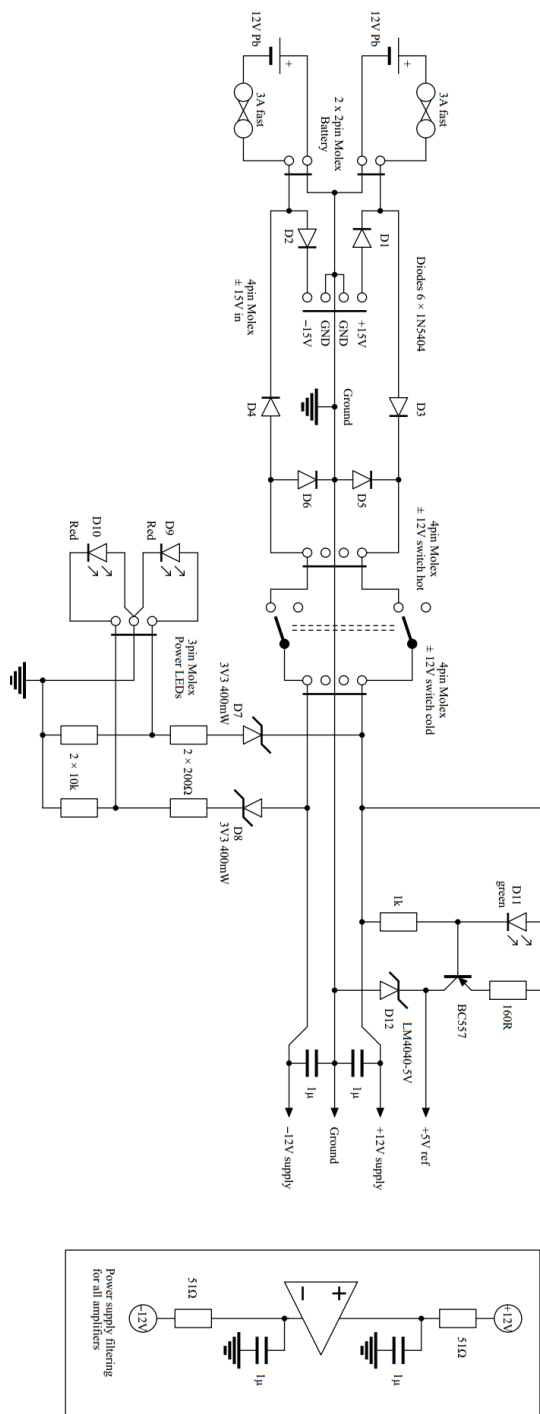 12V Pb
+
3A fast
12V Pb
+
3A fast
2 x 2pin Molex
Battery
D1
D2
Diodes 6 × 1N5404
+15V
GND
GND
−15V
4pin Molex
± 15V in
D3
Ground
D4
D5
D6
4pin Molex
± 12V switch hot
4pin Molex
± 12V switch cold
D9
Red
D10
Red
3pin Molex
Power LEDs
D7
3V3 400mW
D8
3V3 400mW
2 × 200Ω
2 × 10k
D11
green
1k
160R
BC557
D12
LM4040-5V
1μ
1μ
+5V ref
+12V supply
Ground
−12V supply
+12V
51Ω
1μ
+
−
1μ
51Ω
−12V
Power supply filtering
for all amplifiers